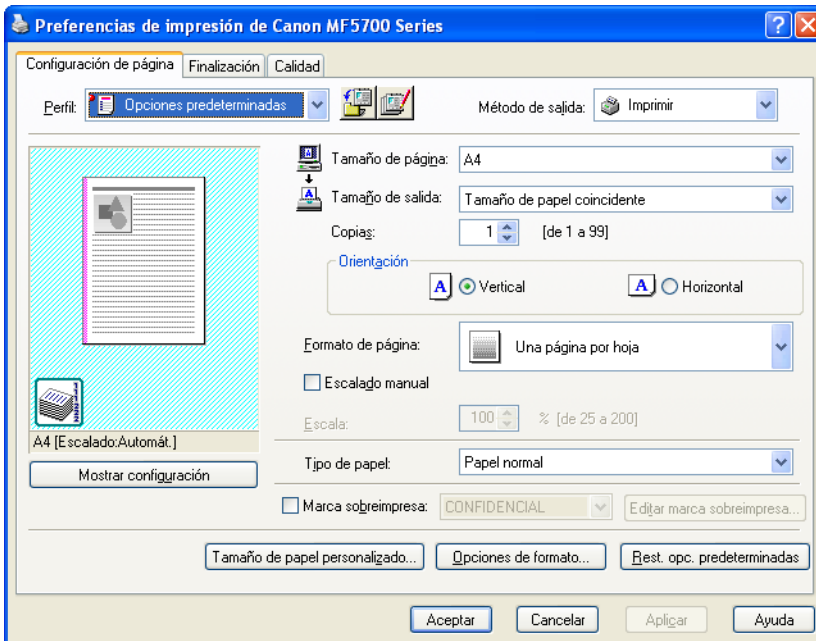 Preferencias de impresión de Canon MF5700 Series
Configuración de página Finalización Calidad
Perfil: Opciones predeterminadas Método de salida: Imprimir
Tamaño de página: A4
Tamaño de salida: Tamaño de papel coincidente
Copias: 1 [de 1 a 99]
Orientación
A Vertical A Horizontal
Formato de página: Una página por hoja
Escalado manual
Escala: 100 % [de 25 a 200]
A4 [Escalado:Automát.]
Mostrar configuración
Tipo de papel: Papel normal
Marca sobreimpresa: CONFIDENCIAL Editar marca sobreimpresa...
Tamaño de papel personalizado... Opciones de formato... Rest. opc. predeterminadas
Aceptar Cancelar Aplicar Ayuda